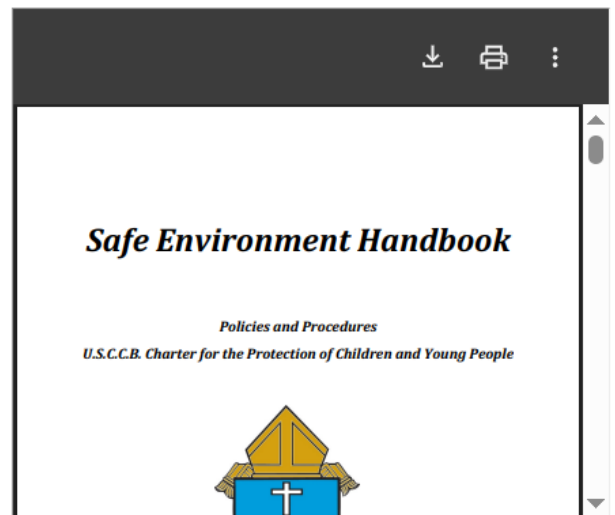 Safe Environment Handbook
Policies and Procedures
U.S.C.C.B. Charter for the Protection of Children and Young People